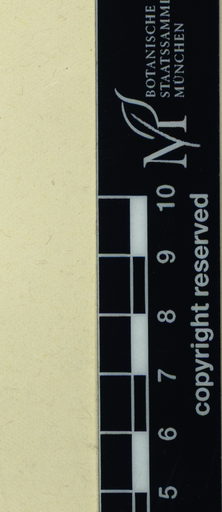 BOTANISCHE
STAATSSAMML
MÜNCHEN
M
10
9
8
7
6
5
copyright reserved